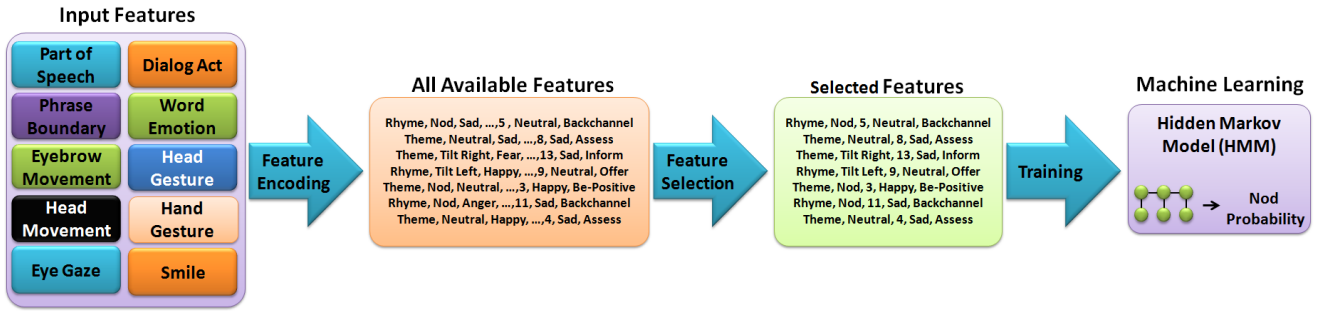 Input Features
Part of
Speech
Dialog Act
Phrase
Boundary
Word
Emotion
Eyebrow
Movement
Head
Gesture
Head
Movement
Hand
Gesture
Eye Gaze
Smile
Feature
Encoding
All Available Features
Rhyme, Nod, Sad, ...,5 , Neutral, Backchannel
Theme, Neutral, Sad, ...,8, Sad, Assess
Theme, Tilt Right, Fear, ...,13, Sad, Inform
Rhyme, Tilt Left, Happy, ...,9, Neutral, Offer
Theme, Nod, Neutral, ...,3, Happy, Be-Positive
Rhyme, Nod, Anger, ...,11, Sad, Backchannel
Theme, Neutral, Happy, ...,4, Sad, Assess
Feature
Selection
Selected Features
Rhyme, Nod, 5, Neutral, Backchannel
Theme, Neutral, 8, Sad, Assess
Theme, Tilt Right, 13, Sad, Inform
Rhyme, Tilt Left, 9, Neutral, Offer
Theme, Nod, 3, Happy, Be-Positive
Rhyme, Nod, 11, Sad, Backchannel
Theme, Neutral, 4, Sad, Assess
Training
Machine Learning
Hidden Markov
Model (HMM)
Nod
Probability